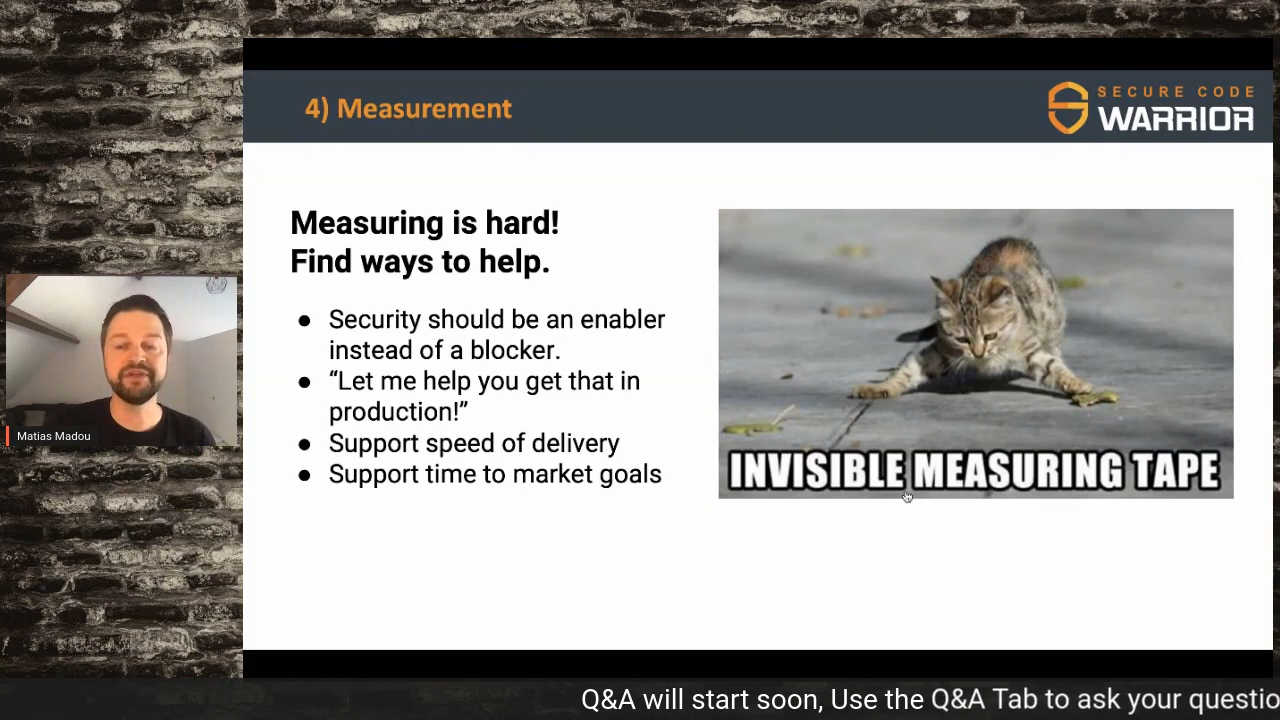 4) Measurement
SECURE CODE
WARRIOR
Measuring is hard!
Find ways to help.
● Security should be an enabler
instead of a blocker.
● “Let me help you get that in
production!”
● Support speed of delivery
● Support time to market goals
INVISIBLE MEASURING TAPE
Matias Madou
Q&A will start soon, Use the Q&A Tab to ask your questio